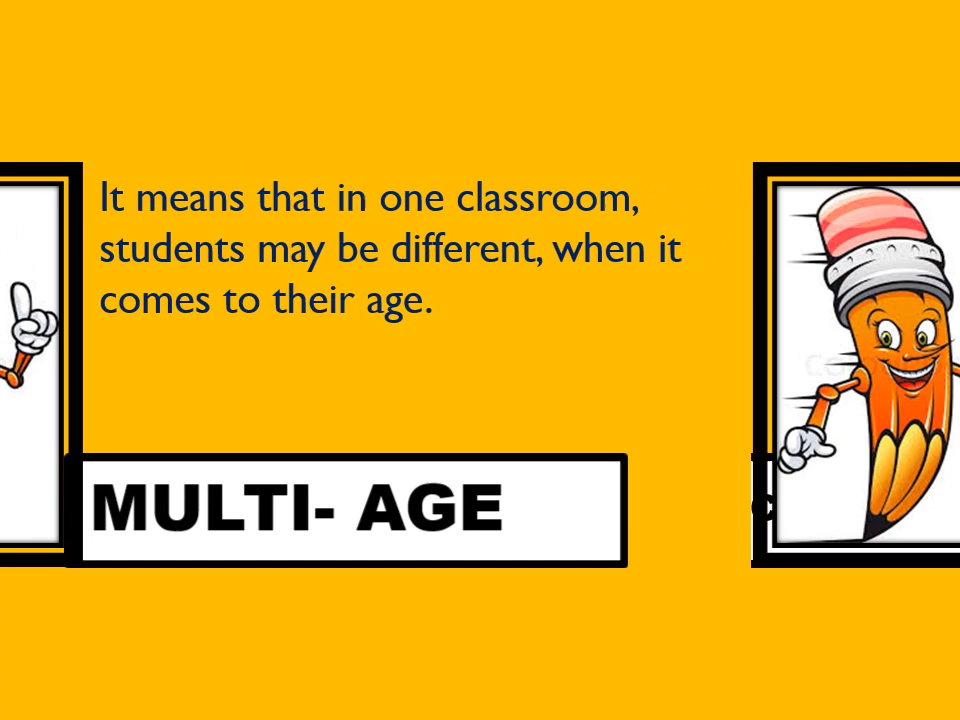 It means that in one classroom,
students may be different, when it
comes to their age.
MULTI- AGE